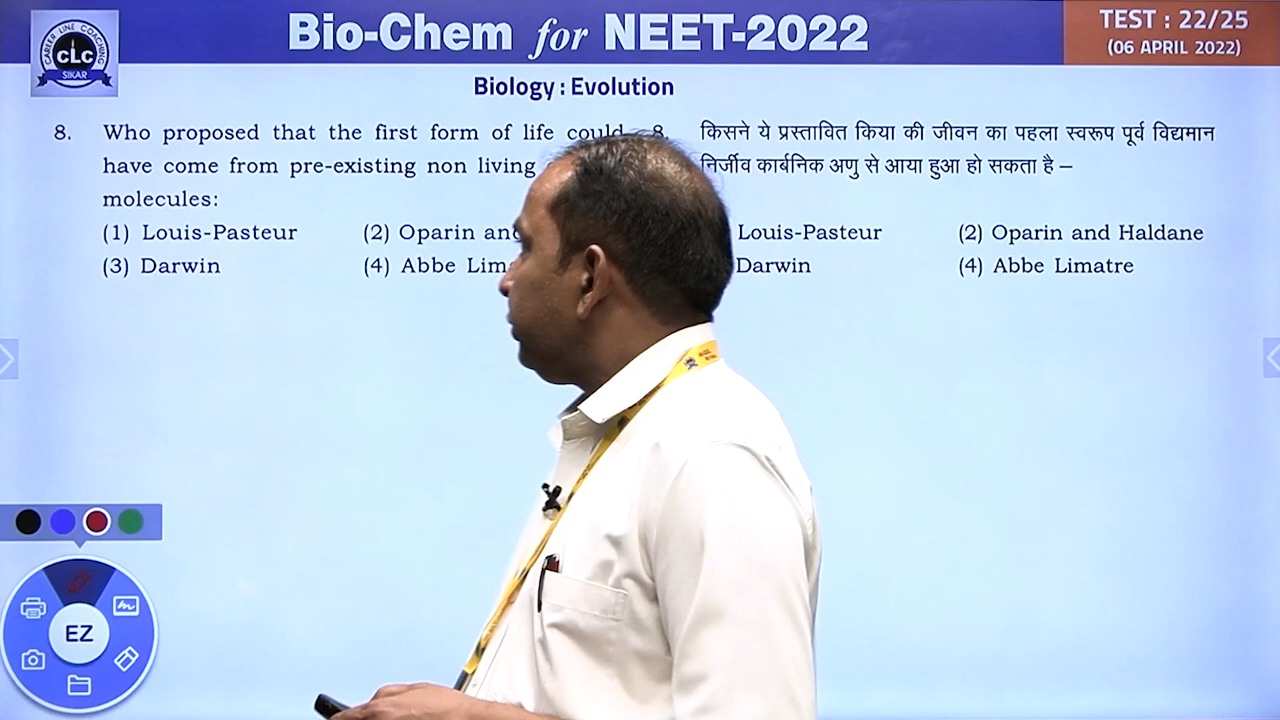 Bio-Chem for NEET-2022
TEST : 22/25
(06 APRIL 2022)
CAREER LINE COACHING
CLC
SIKAR
Biology : Evolution
8. Who proposed that the first form of life could
have come from pre-existing non living
molecules:
(1) Louis-Pasteur (2) Oparin and
(3) Darwin (4) Abbe
8. किसने ये प्रस्तावित किया की जीवन का पहला स्वरूप पूर्व विद्यमान
निर्जीव कार्बनिक अणु से आया हुआ हो सकता है –
Louis-Pasteur (2) Oparin and Haldane
Darwin (4) Abbe Limatre
EZ